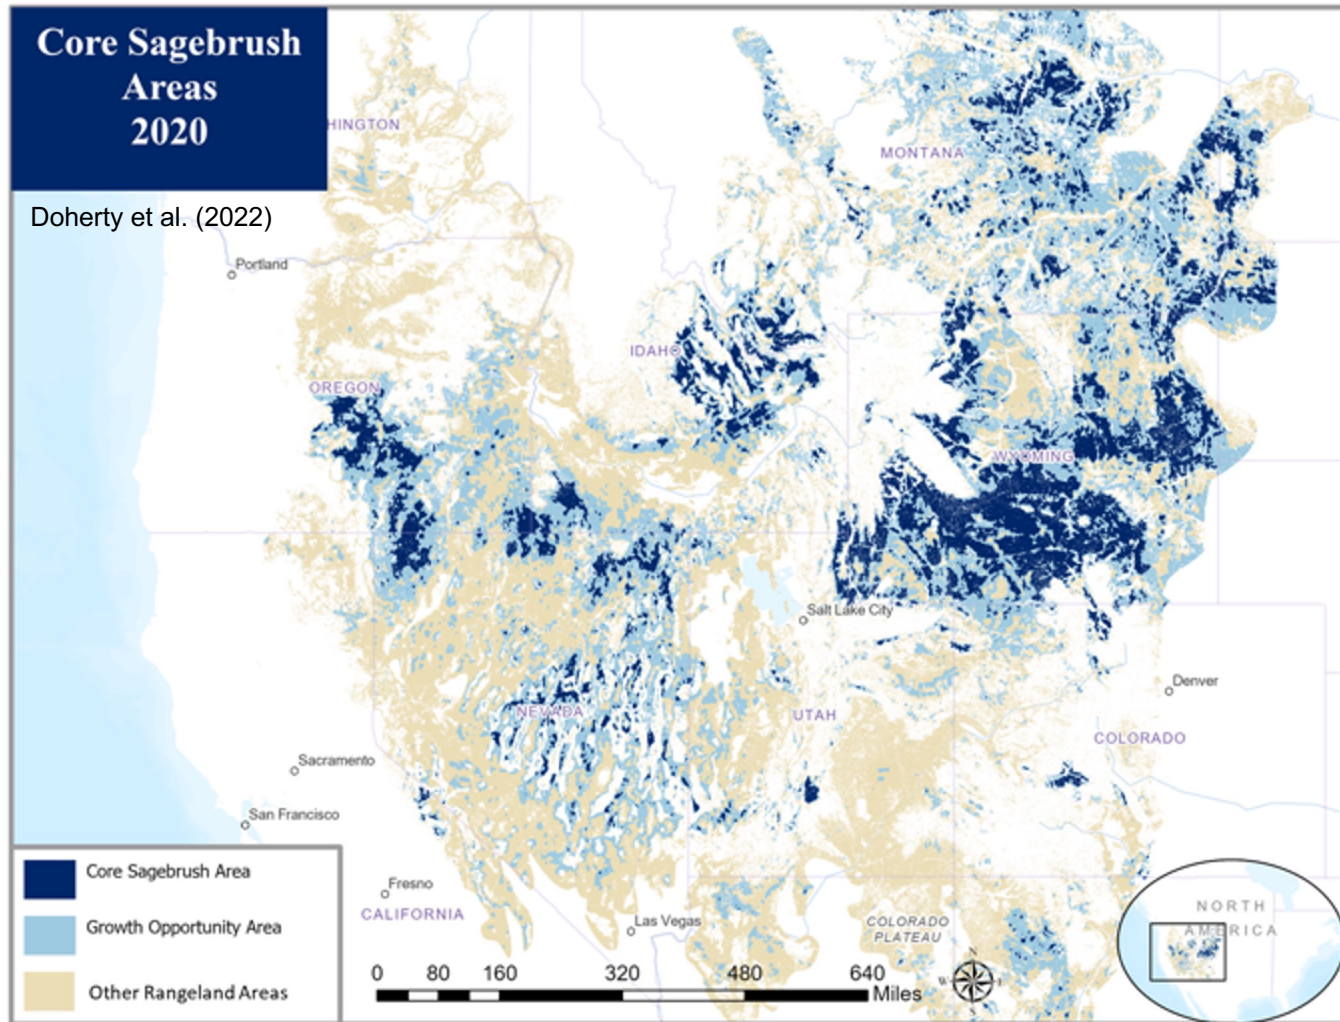 Core Sagebrush
Areas
2020
HINGTON
MONTANA
Doherty et al. (2022)
Portland
IDAHO
OREGON
WYOMING
Salt Lake City
Denver
NEVADA
UTAH
COLORADO
Sacramento
San Francisco
Core Sagebrush Area
Fresno
CALIFORNIA
Las Vegas
COLORADO
PLATEAU
NORTH
AMERICA
Growth Opportunity Area
Other Rangeland Areas
0 80 160 320 480 640
Miles
N
W
S